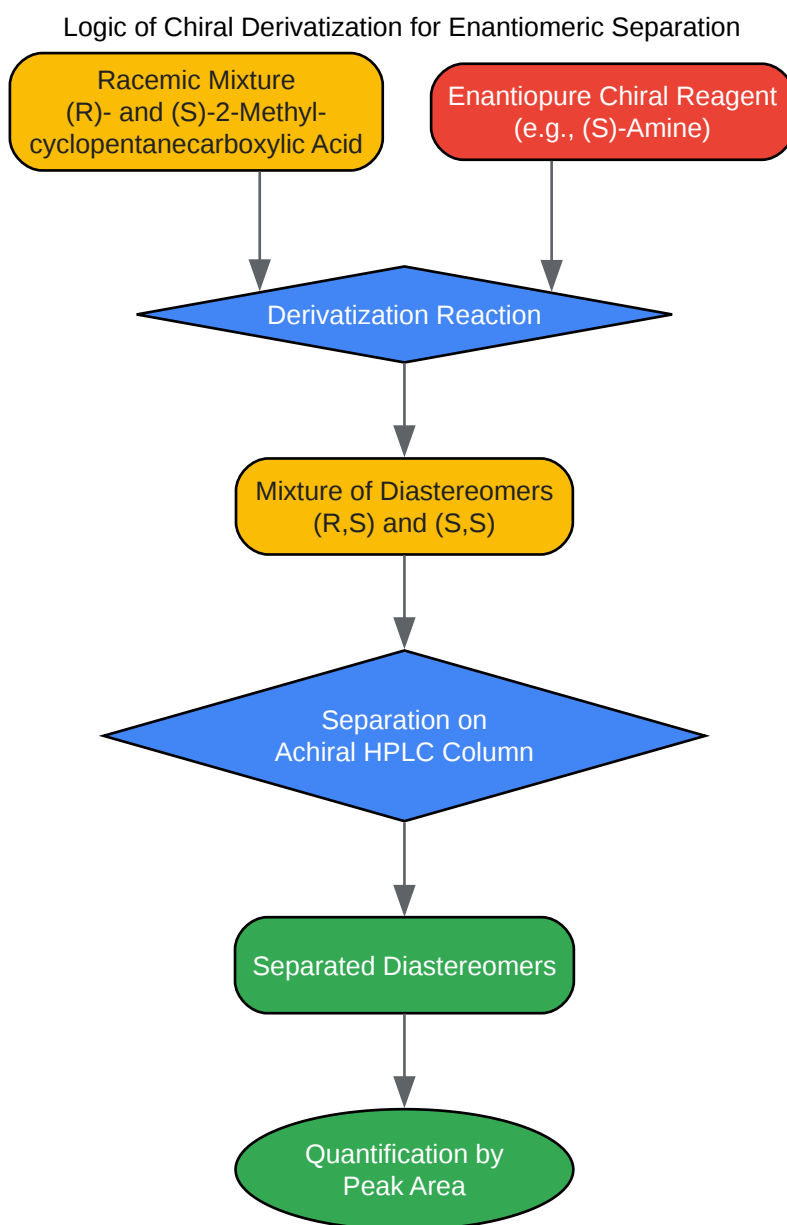 Logic of Chiral Derivatization for Enantiomeric Separation
Racemic Mixture
(R)- and (S)-2-Methyl-
cyclopentanecarboxylic Acid
Enantiopure Chiral Reagent
(e.g., (S)-Amine)
Derivatization Reaction
Mixture of Diastereomers
(R,S) and (S,S)
Separation on
Achiral HPLC Column
Separated Diastereomers
Quantification by
Peak Area